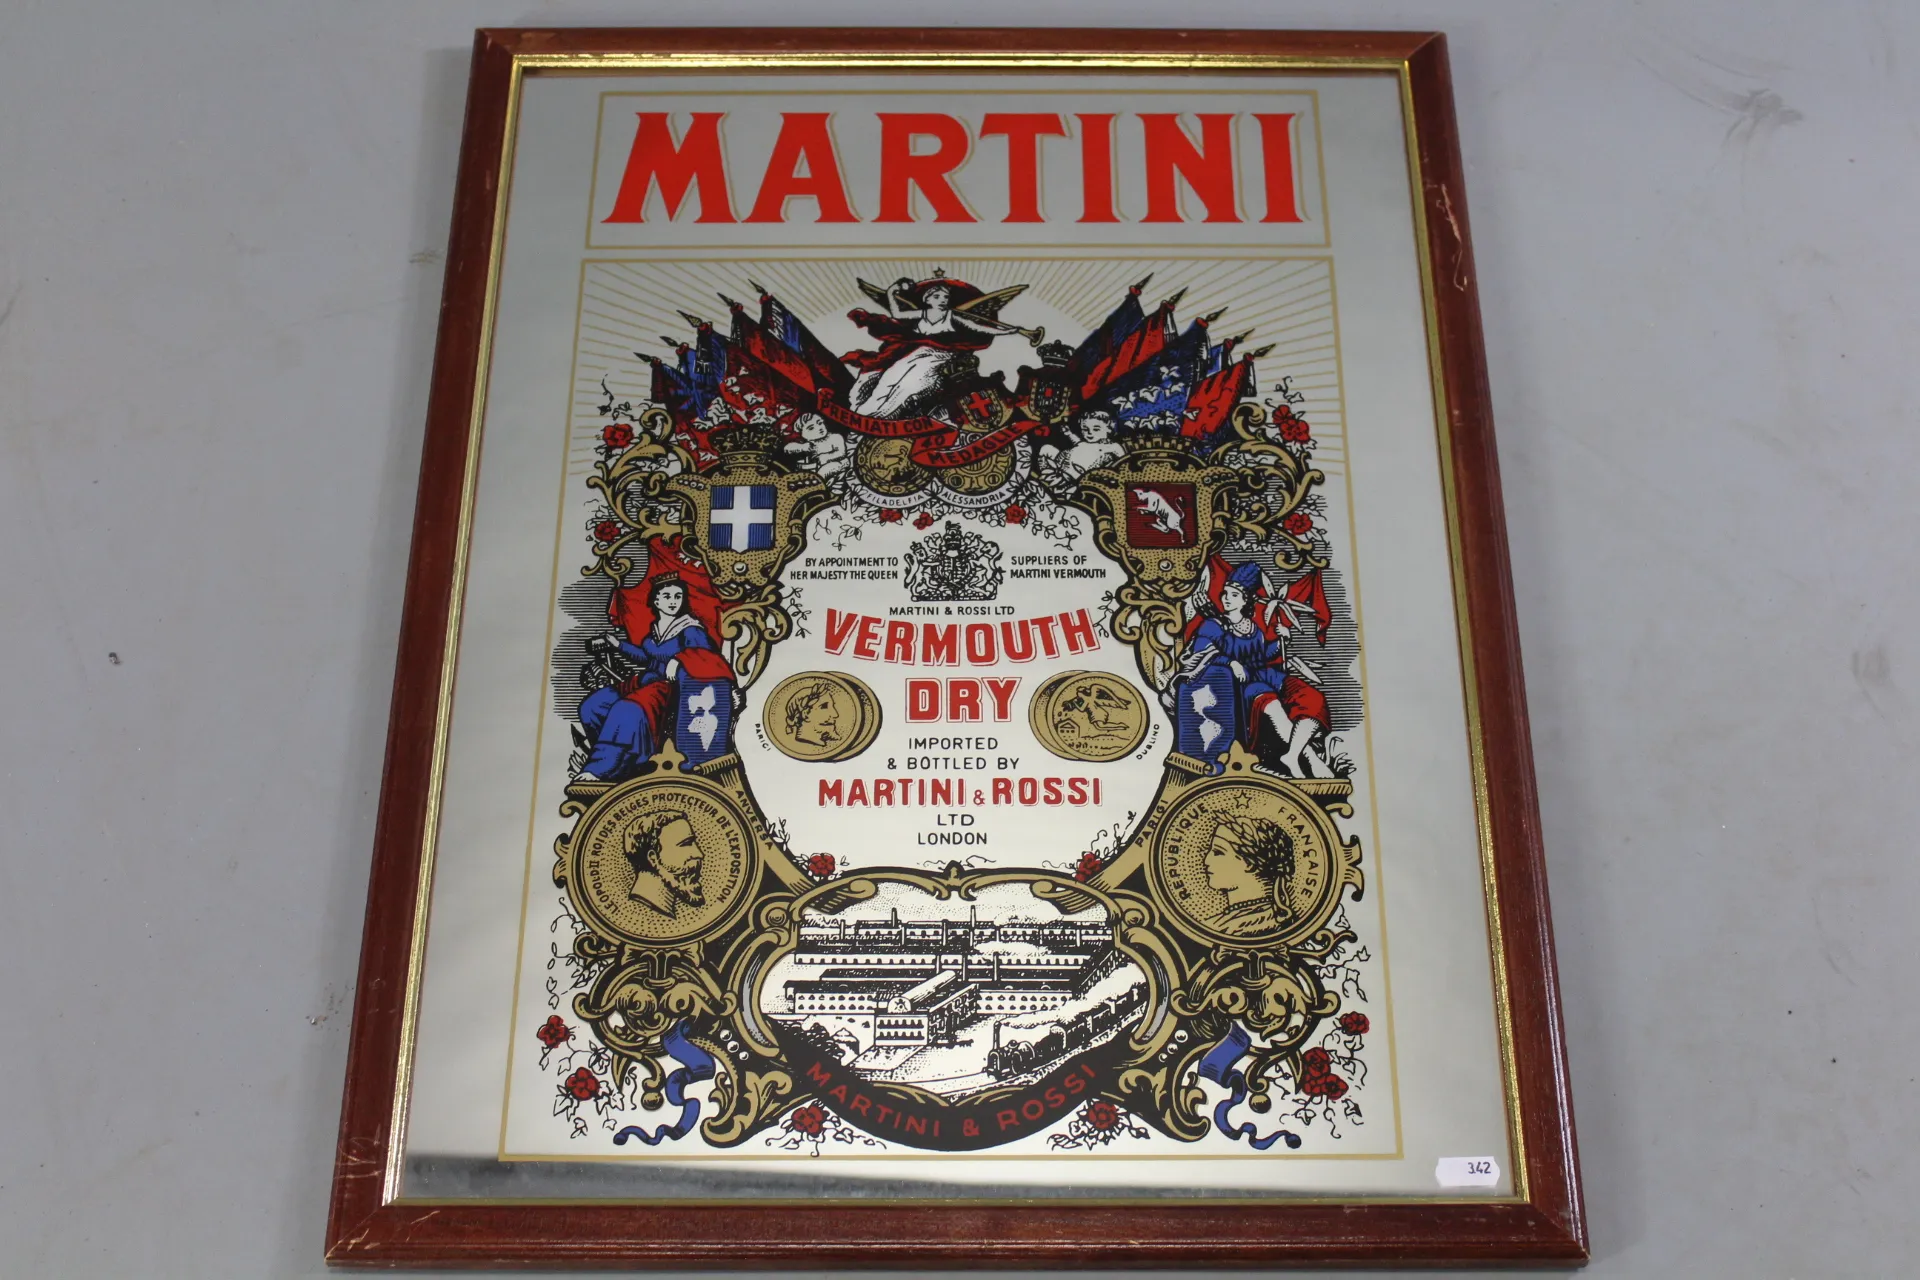 MARTINI
PREMIATI CON
40
MEDAGLIE
FILADELFIA
ALESSANDRIA
BY APPOINTMENT TO
HER MAJESTY THE QUEEN
SUPPLIERS OF
MARTINI VERMOUTH
MARTINI & ROSSI LTD
VERMOUTH
DRY
PARIGI
DUBLINO
IMPORTED
& BOTTLED BY
MARTINI & ROSSI
LTD
LONDON
ANVERSA
PARIGI
LEOPOLD II ROI DES BELGES PROTECTEUR DE L'EXPOSITION
REPUBLIQUE FRANÇAISE
MARTINI & ROSSI
342